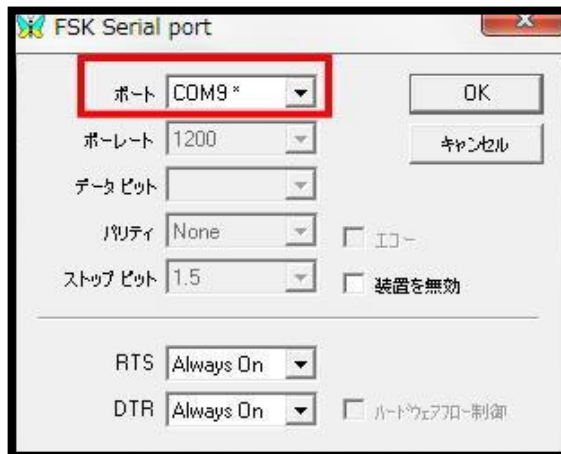 FSK Serial port
ポート COM9 *
OK
ボーレート 1200
キャンセル
データ ビット
パリティ None
エコー
ストップ ビット 1.5
装置を無効
RTS Always On
DTR Always On
ハードウェアフロー制御